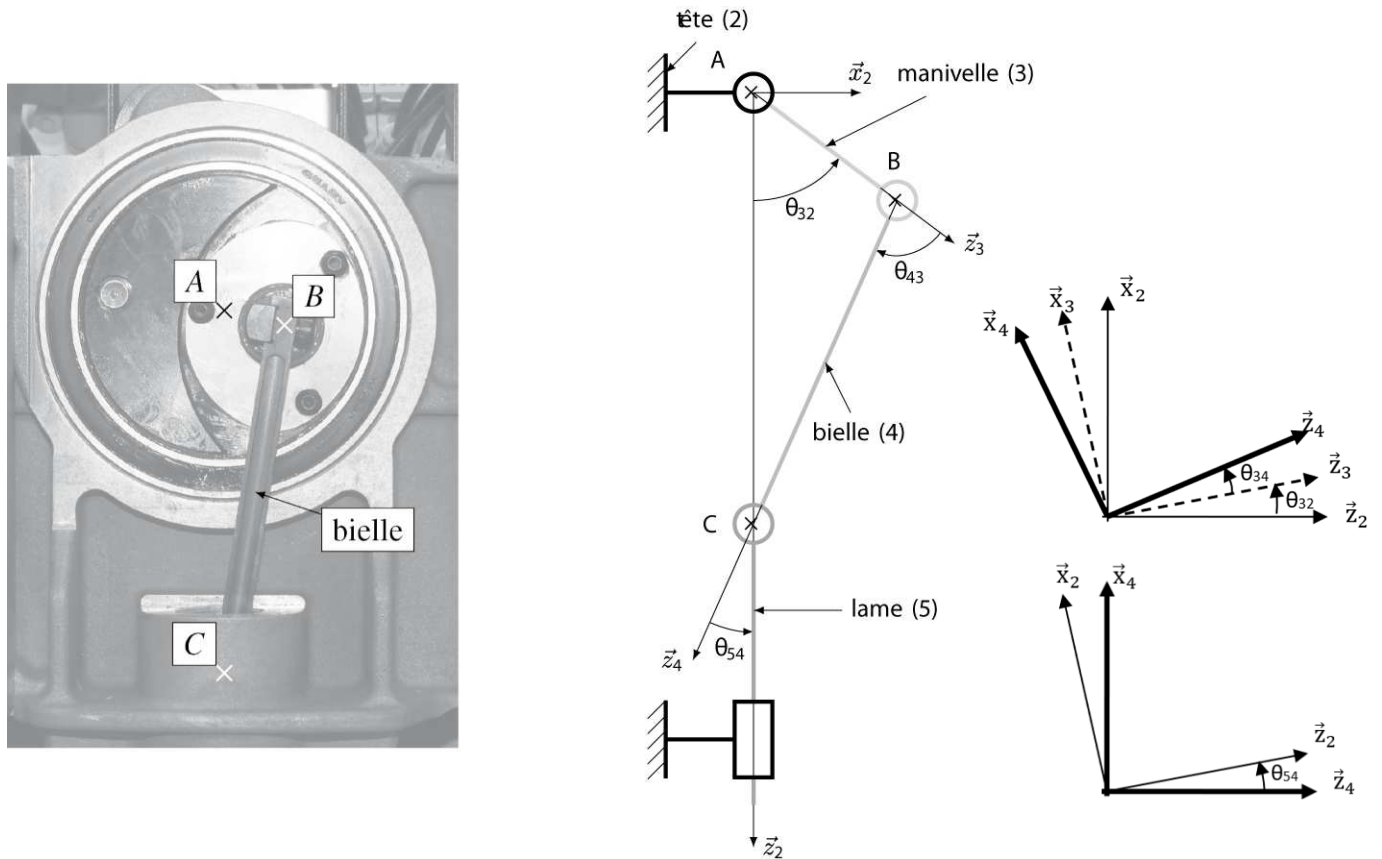 A
B
bielle
C
tête (2)
A
x⃗₂
manivelle (3)
B
θ₃₂
z⃗₃
θ₄₃
bielle (4)
C
lame (5)
θ₅₄
z⃗₄
z⃗₂
x⃗₂
x⃗₃
x⃗₄
z⃗₄
θ₃₄
z⃗₃
θ₃₂
z⃗₂
x⃗₂
x⃗₄
z⃗₂
θ₅₄
z⃗₄